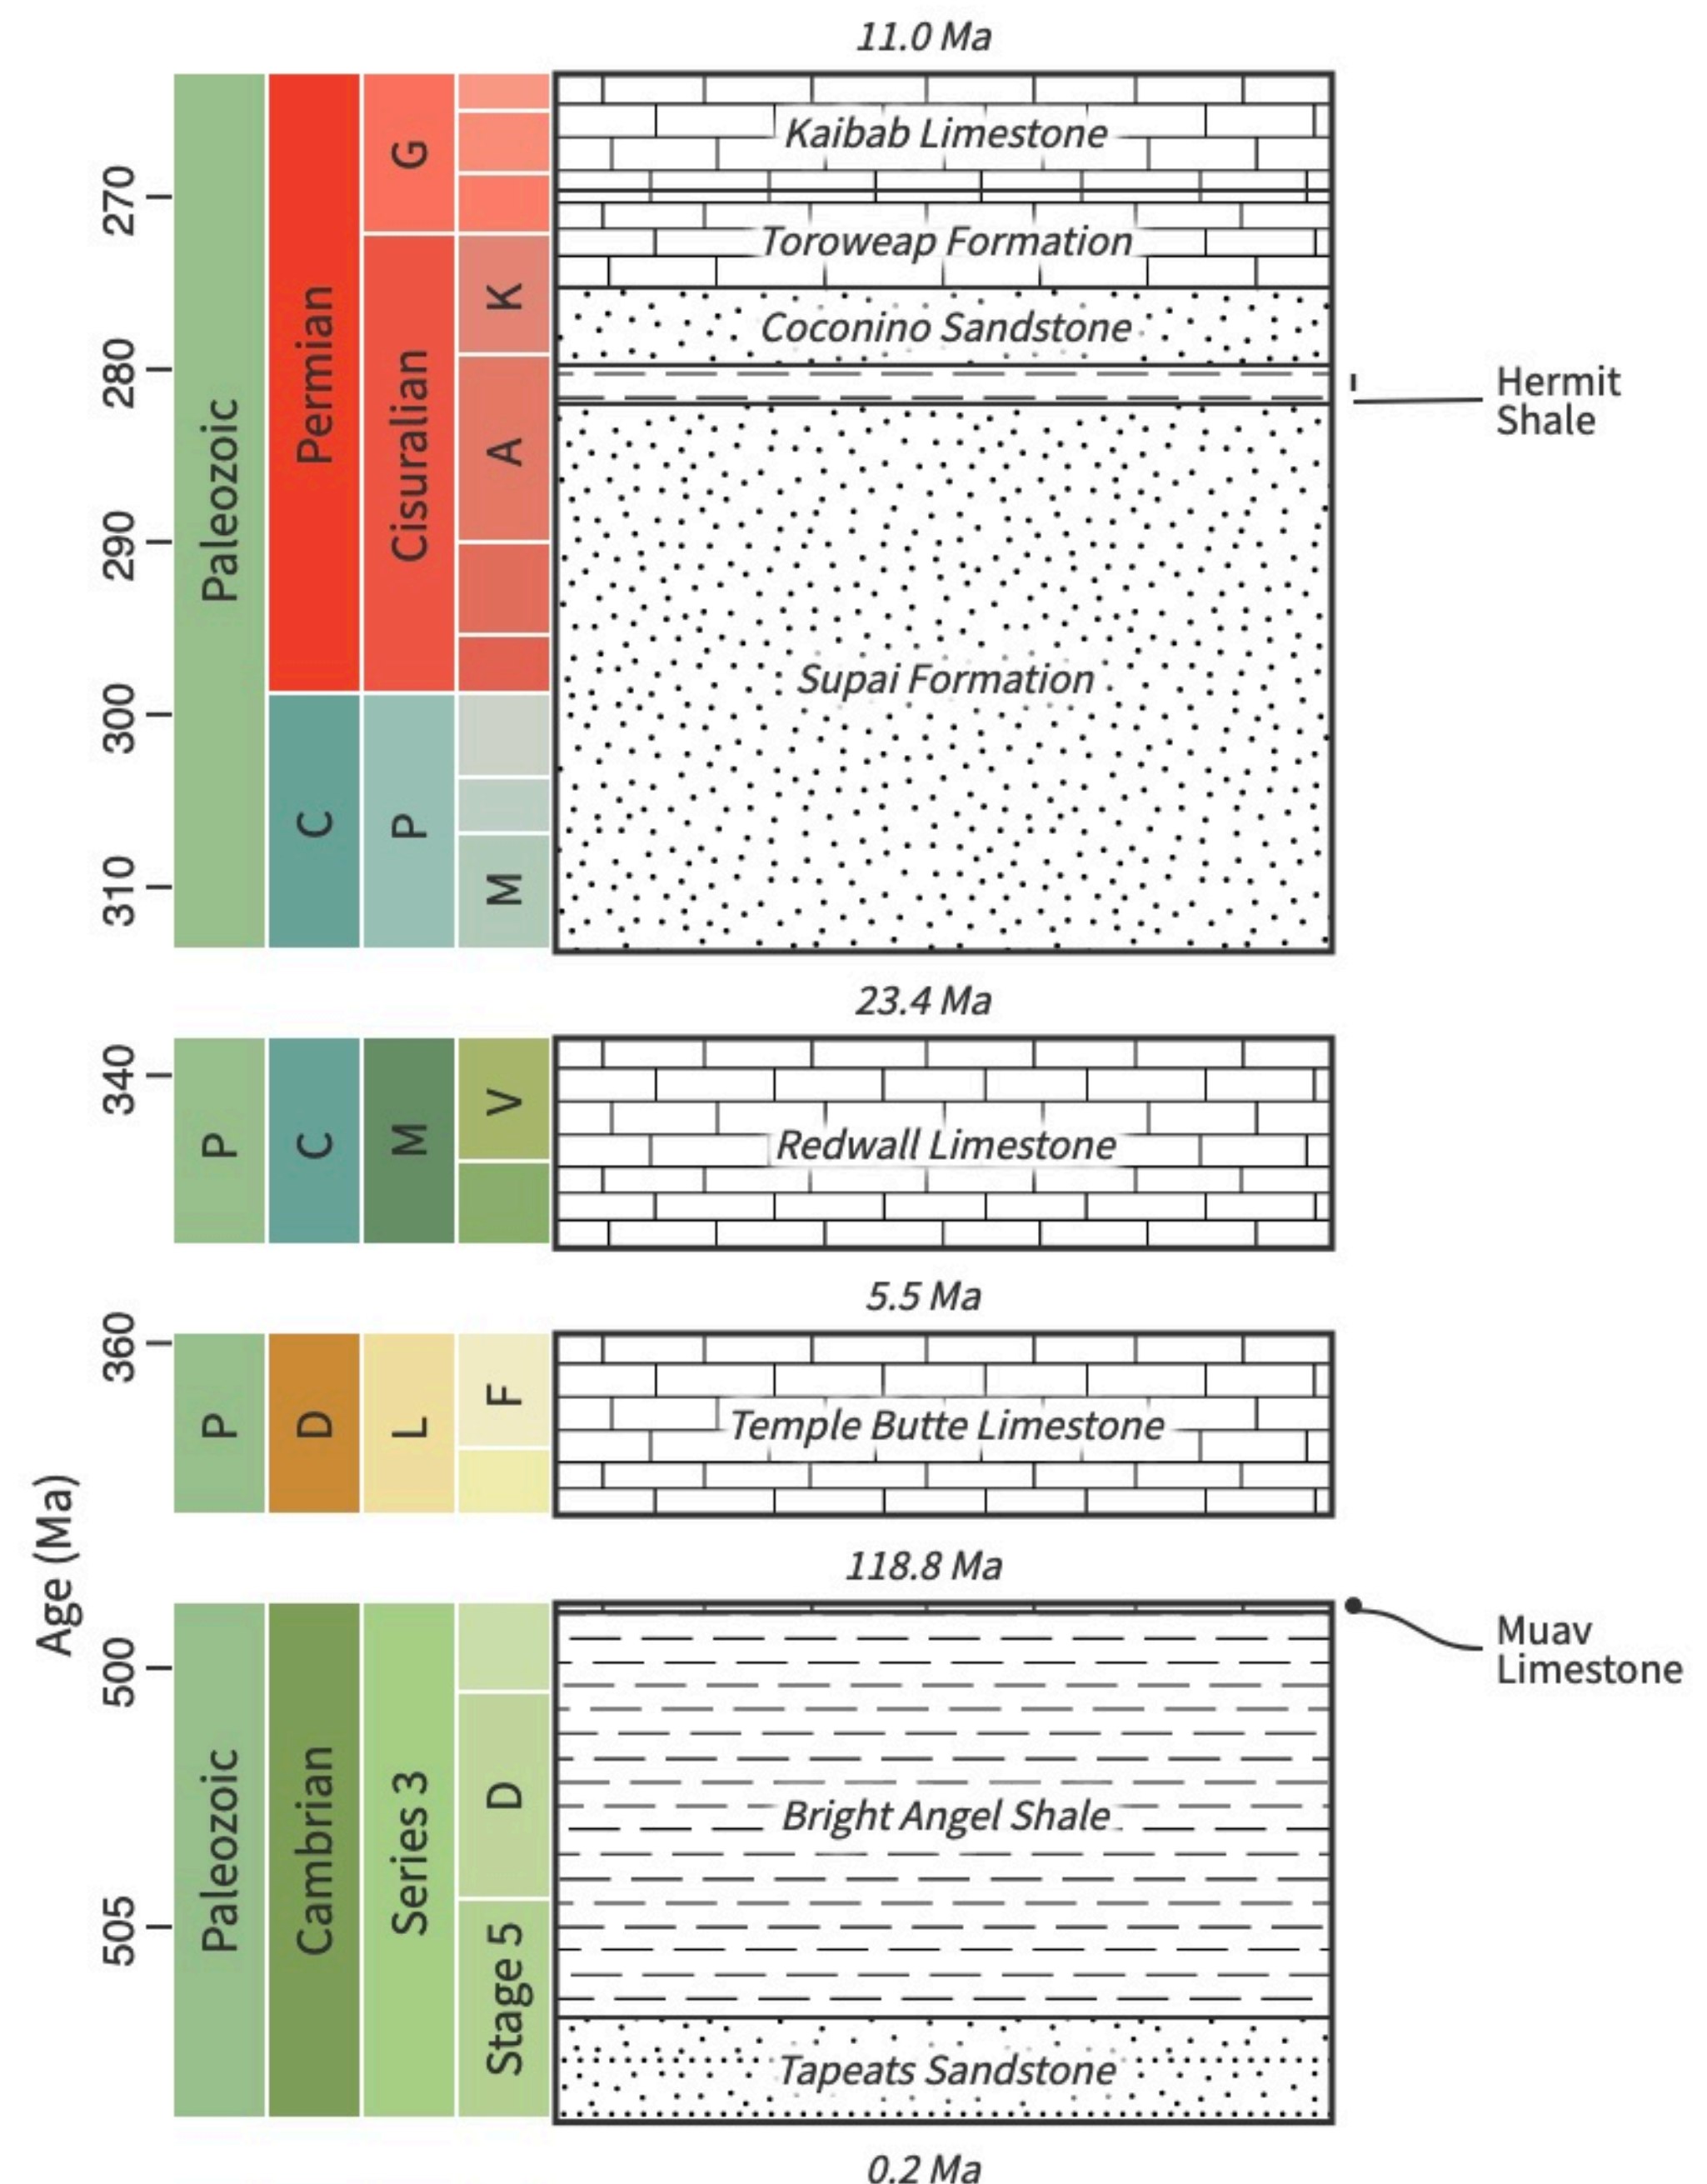 11.0 Ma
270
280
290
300
310
Paleozoic
Permian
C
G
Cisuralian
P
K
A
M
Kaibab Limestone
Toroweap Formation
Coconino Sandstone
Hermit
Shale
Supai Formation
23.4 Ma
340
P
C
M
V
Redwall Limestone
5.5 Ma
360
P
D
L
F
Temple Butte Limestone
118.8 Ma
Age (Ma)
500
505
Paleozoic
Cambrian
Series 3
D
Stage 5
Muav
Limestone
Bright Angel Shale
Tapeats Sandstone
0.2 Ma